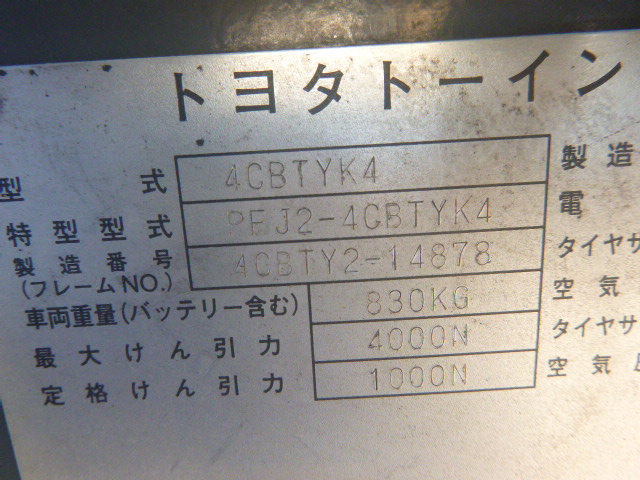 トヨタトーイン
型式 4CBTYK4 製造
特型型式 PEJ2-4CBTYK4 電
製造番号 (フレームNO.) 4CBTY2-14878 タイヤサ
車両重量(バッテリー含む) 830KG 空気
最大けん引力 4000N タイヤサ
定格けん引力 1000N 空気圧